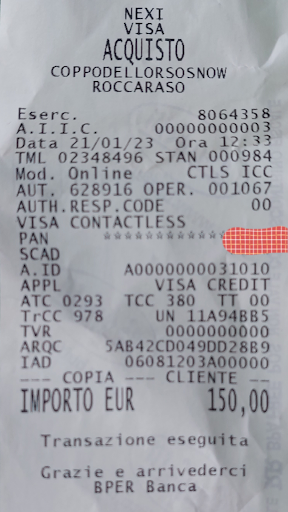 NEXI
VISA
ACQUISTO
COPPODELLORSOSNOW
ROCCARASO
Eserc. 8064358
A.I.I.C. 00000000003
Data 21/01/23 Ora 12:33
TML 02348496 STAN 000984
Mod. Online CTLS ICC
AUT. 628916 OPER. 001067
AUTH.RESP.CODE 00
VISA CONTACTLESS
PAN ************
SCAD
A.ID A0000000031010
APPL VISA CREDIT
ATC 0293 TCC 380 TT 00
TrCC 978 UN 11A94BB5
TVR 0000000000
ARQC 5AB42CD049DD28B9
IAD 06081203A00000
--- COPIA --- CLIENTE --
IMPORTO EUR 150,00
Transazione eseguita
Grazie e arrivederci
BPER Banca